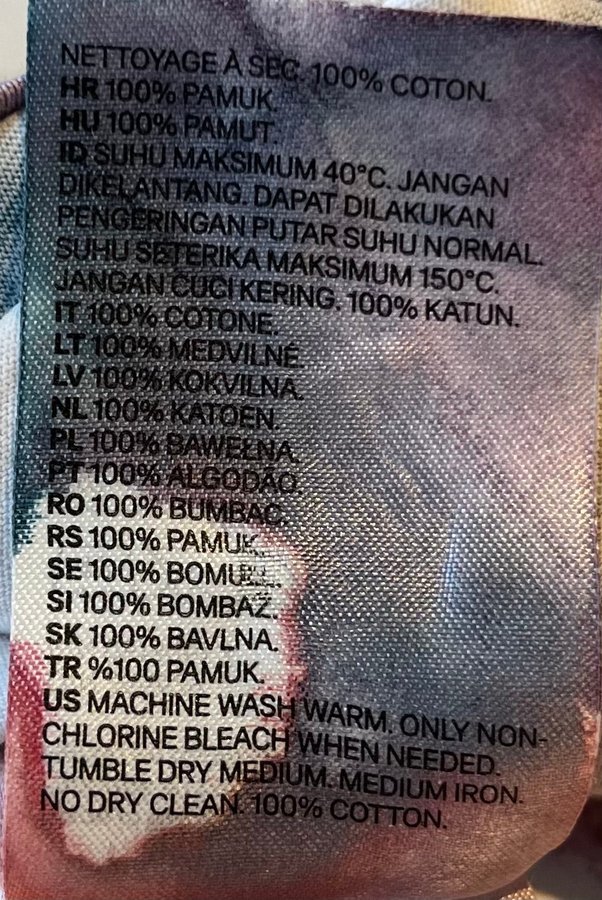 NETTOYAGE À SEC. 100% COTON.
HR 100% PAMUK.
HU 100% PAMUT.
ID SUHU MAKSIMUM 40°C. JANGAN
DIKELANTANG. DAPAT DILAKUKAN
PENGERINGAN PUTAR SUHU NORMAL.
SUHU SETERIKA MAKSIMUM 150°C.
JANGAN CUCI KERING. 100% KATUN.
IT 100% COTONE.
LT 100% MEDVILNĖ.
LV 100% KOKVILNA.
NL 100% KATOEN.
PL 100% BAWEŁNA.
PT 100% ALGODÃO.
RO 100% BUMBAC.
RS 100% PAMUK.
SE 100% BOMULL.
SI 100% BOMBAŽ.
SK 100% BAVLNA.
TR %100 PAMUK.
US MACHINE WASH WARM. ONLY NON-
CHLORINE BLEACH WHEN NEEDED.
TUMBLE DRY MEDIUM. MEDIUM IRON.
NO DRY CLEAN. 100% COTTON.